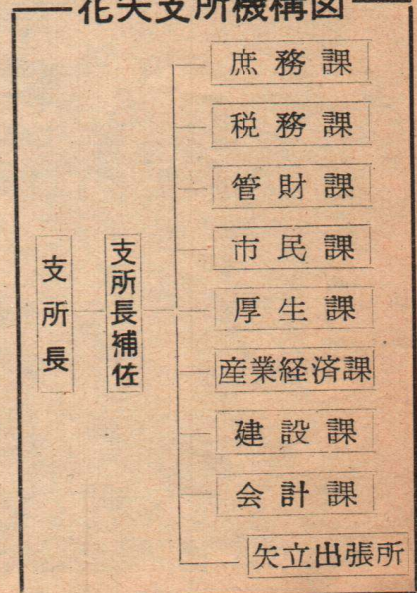 花矢支所機構図
支所長
支所長補佐
庶務課
税務課
管財課
市民課
厚生課
産業経済課
建設課
会計課
矢立出張所